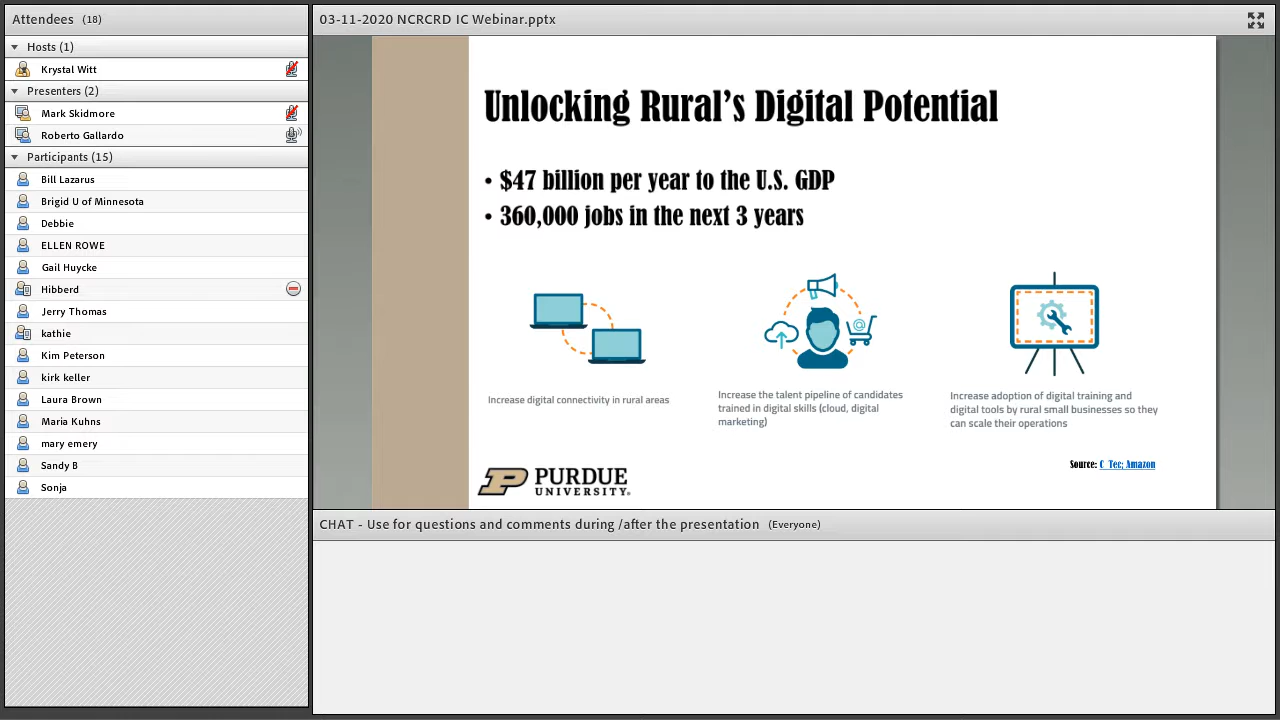 Attendees (18)
Hosts (1)
Krystal Witt
Presenters (2)
Mark Skidmore
Roberto Gallardo
Participants (15)
Bill Lazarus
Brigid U of Minnesota
Debbie
ELLEN ROWE
Gail Huycke
Hibberd
Jerry Thomas
kathie
Kim Peterson
kirk keller
Laura Brown
Maria Kuhns
mary emery
Sandy B
Sonja
03-11-2020 NCRCRD IC Webinar.pptx
Unlocking Rural's Digital Potential
• $47 billion per year to the U.S. GDP
• 360,000 jobs in the next 3 years
@
Increase digital connectivity in rural areas
Increase the talent pipeline of candidates
trained in digital skills (cloud, digital
marketing)
Increase adoption of digital training and
digital tools by rural small businesses so they
can scale their operations
Source: C_Tec; Amazon
P PURDUE
UNIVERSITY®
CHAT - Use for questions and comments during /after the presentation (Everyone)